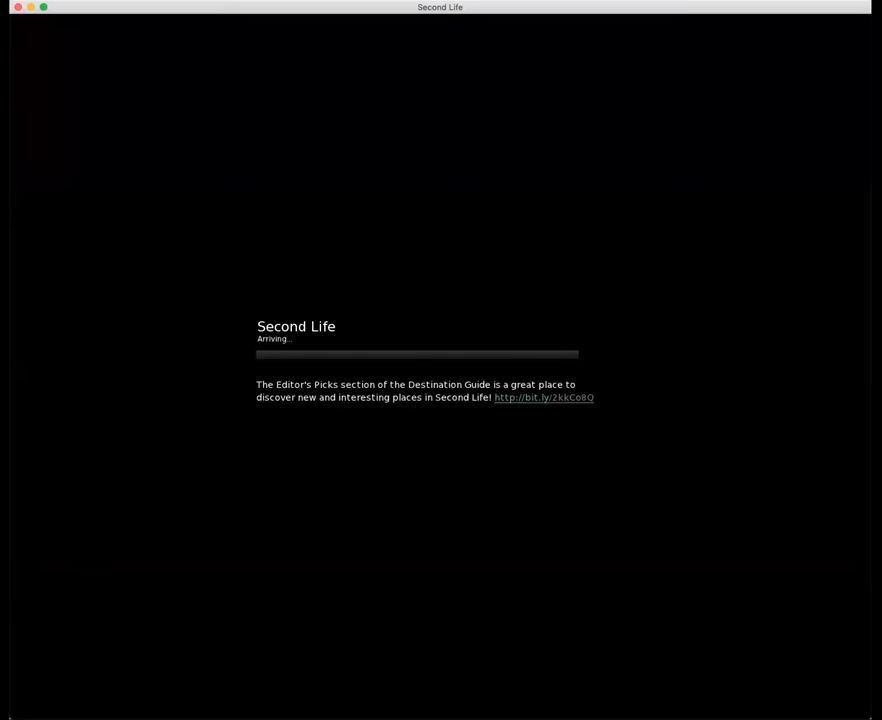 Second Life
Second Life
Arriving...
The Editor's Picks section of the Destination Guide is a great place to
discover new and interesting places in Second Life! http://bit.ly/2kkCo8Q